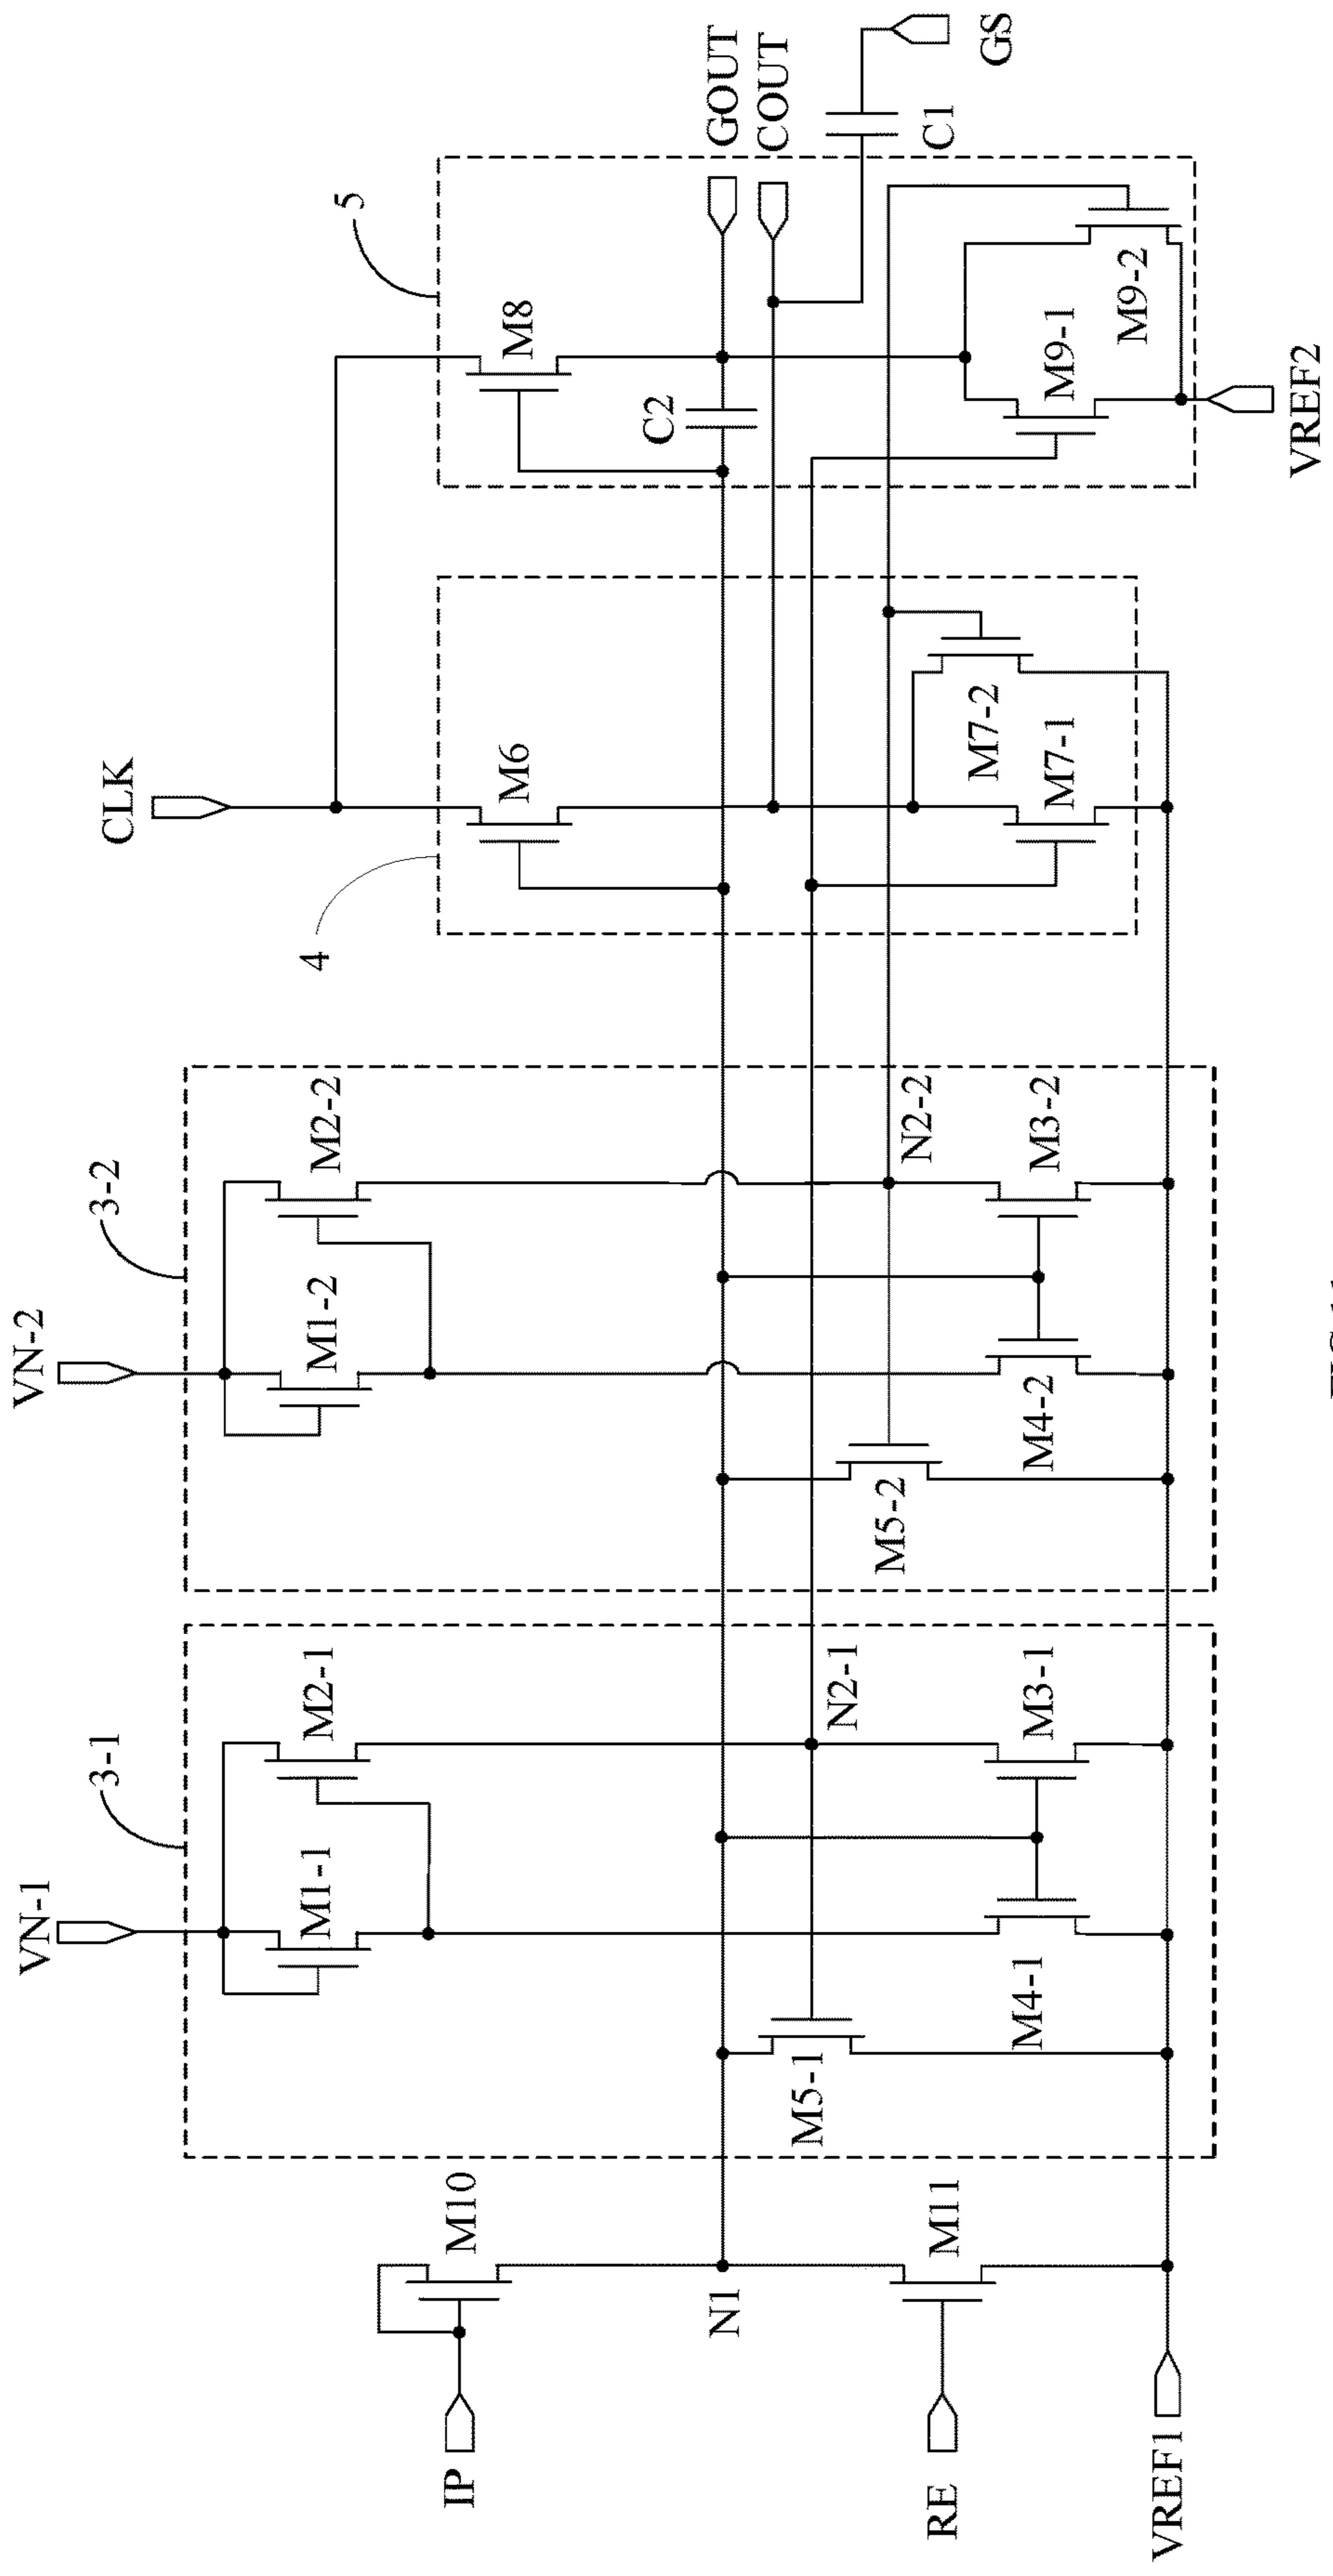 VN-1
VN-2
CLK
3-1
3-2
4
5
IP
M10
M1-1
M2-1
M1-2
M2-2
M6
M8
C2
GOUT
COUT
N1
M5-1
N2-1
M5-2
N2-2
C1
GS
RE
M11
M4-1
M3-1
M4-2
M3-2
M7-2
M7-1
M9-1
M9-2
VREF1
VREF2